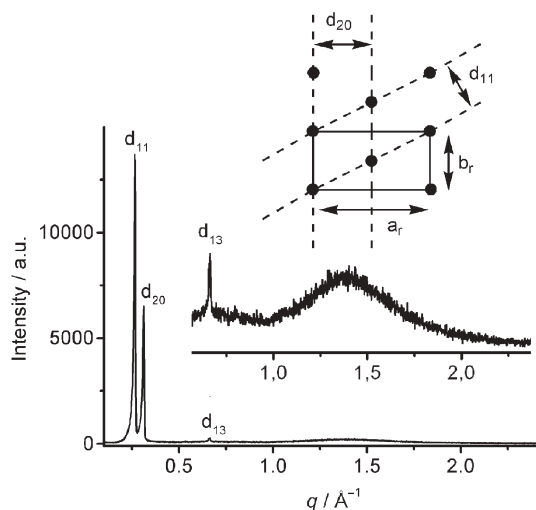 d20
d11
br
ar
d11
d20
d13
d13
Intensity / a.u.
10000
5000
0
1,0
1,5
2,0
0.5
1.0
1.5
2.0
q / Å⁻¹